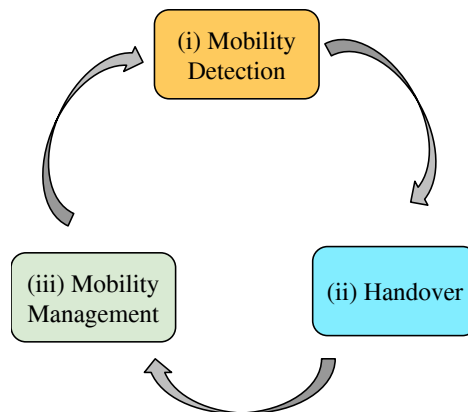 (i) Mobility
Detection
(ii) Handover
(iii) Mobility
Management